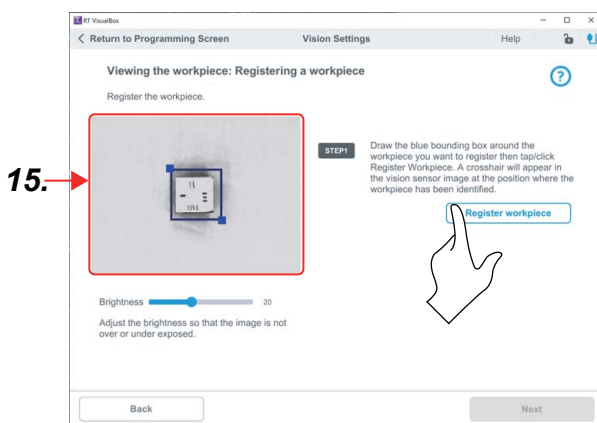 RT VisualBox
Return to Programming Screen
Vision Settings
Help
Viewing the workpiece: Registering a workpiece
?
Register the workpiece.
15.
STEP1
Draw the blue bounding box around the
workpiece you want to register then tap/click
Register Workpiece. A crosshair will appear in
the vision sensor image at the position where the
workpiece has been identified.
Register workpiece
Brightness
20
Adjust the brightness so that the image is not
over or under exposed.
Back
Next